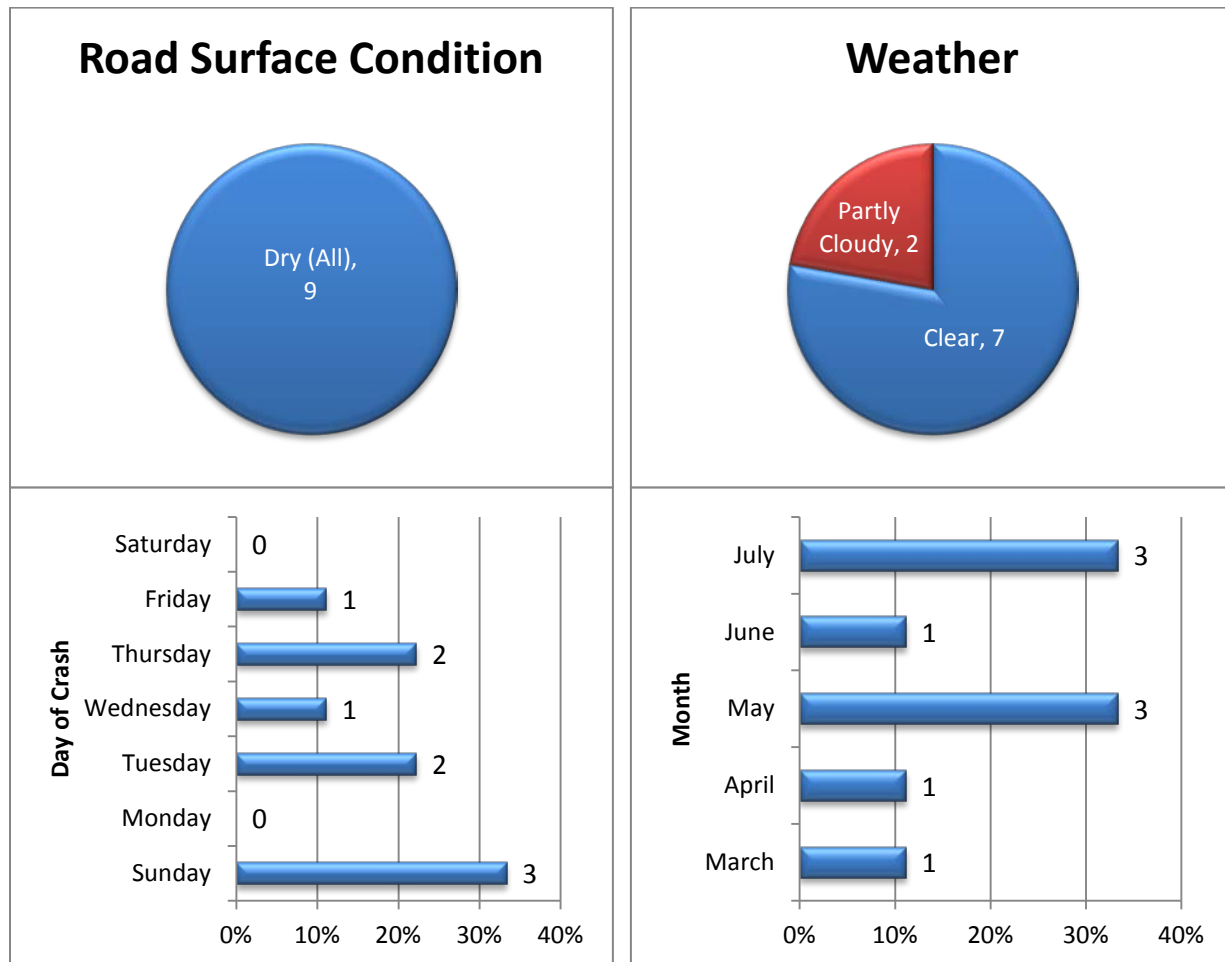 Road Surface Condition
Dry (All),
9
Weather
Partly
Cloudy, 2
Clear, 7
Day of Crash
Saturday 0
Friday 1
Thursday 2
Wednesday 1
Tuesday 2
Monday 0
Sunday 3
0% 10% 20% 30% 40%
Month
July 3
June 1
May 3
April 1
March 1
0% 10% 20% 30% 40%